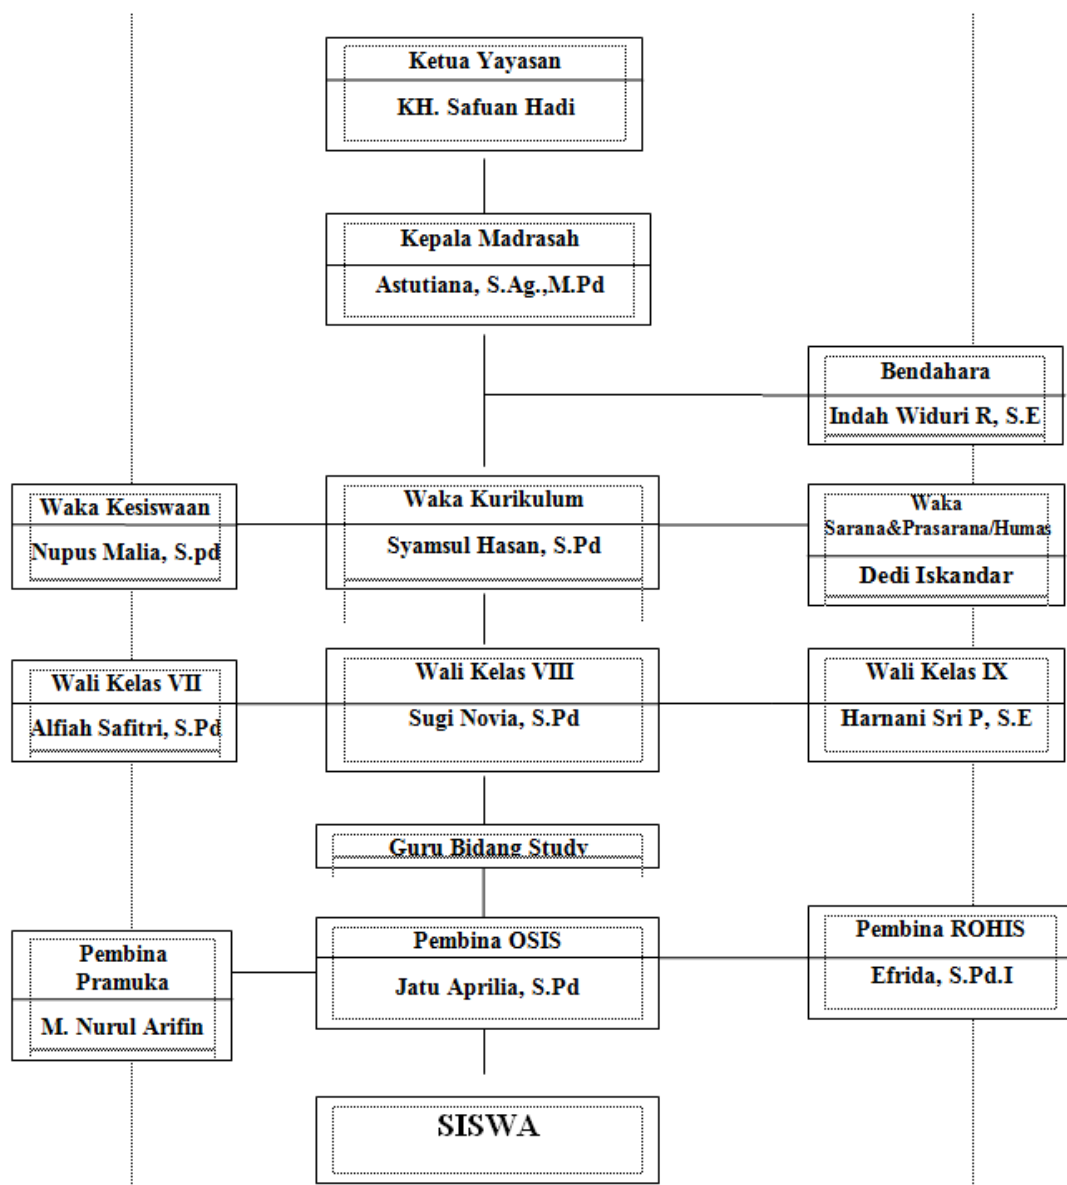 Ketua Yayasan
KH. Safuan Hadi
Kepala Madrasah
Astutiana, S.Ag.,M.Pd
Bendahara
Indah Widuri R, S.E
Waka Kesiswaan
Nupus Malia, S.pd
Waka Kurikulum
Syamsul Hasan, S.Pd
Waka
Sarana&Prasarana/Humas
Dedi Iskandar
Wali Kelas VII
Alfiah Safitri, S.Pd
Wali Kelas VIII
Sugi Novia, S.Pd
Wali Kelas IX
Harnani Sri P, S.E
Guru Bidang Study
Pembina
Pramuka
M. Nurul Arifin
Pembina OSIS
Jatu Aprilia, S.Pd
Pembina ROHIS
Efrida, S.Pd.I
SISWA